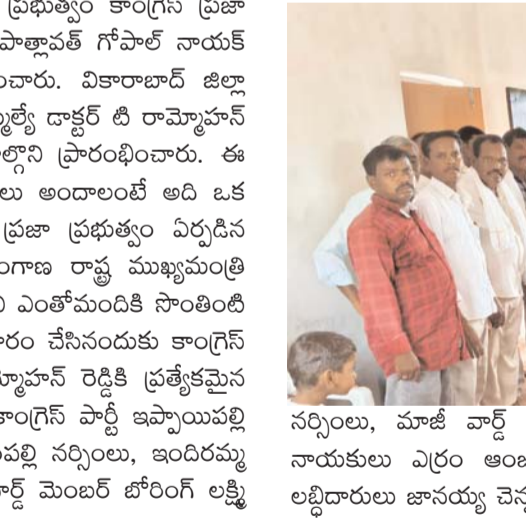 ప్రభుత్వం కాంగ్రెస్ ప్రజా
పాత్లావత్ గోపాల్ నాయక్
చారు. వికారాబాద్ జిల్లా
మ్మెల్యే డాక్టర్ టి రామ్మోహన్
ల్గొని ప్రారంభించారు. ఈ
లు అందాలంటే అది ఒక
ప్రజా ప్రభుత్వం ఏర్పడిన
ంగాణ రాష్ట్ర ముఖ్యమంత్రి
ఎంతోమందికి సొంతింటి
రం చేసినందుకు కాంగ్రెస్
్మోహన్ రెడ్డికి ప్రత్యేకమైన
కాంగ్రెస్ పార్టీ ఇప్పాయిపల్లి
పల్లి నర్సింలు, ఇందిరమ్మ
ార్డ్ మెంబర్ బోరింగ్ లక్ష్మి
నర్సింలు, మాజీ వార్డ్
నాయకులు ఎర్రం ఆంజ
లబ్ధిదారులు జానయ్య చెన్న